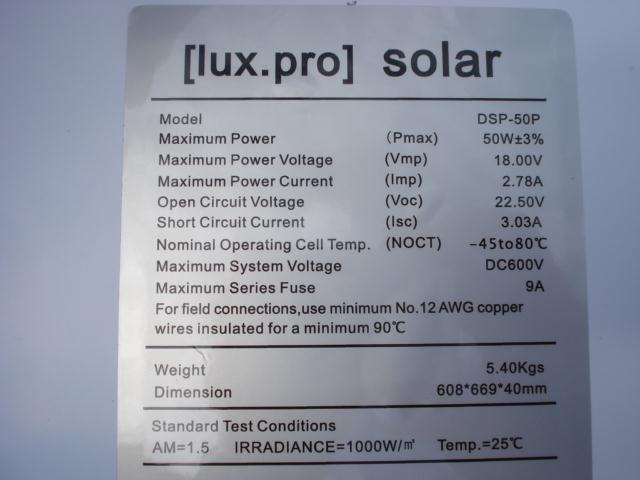 [lux.pro] solar
Model DSP-50P
Maximum Power (Pmax) 50W±3%
Maximum Power Voltage (Vmp) 18.00V
Maximum Power Current (Imp) 2.78A
Open Circuit Voltage (Voc) 22.50V
Short Circuit Current (Isc) 3.03A
Nominal Operating Cell Temp. (NOCT) -45to80℃
Maximum System Voltage DC600V
Maximum Series Fuse 9A
For field connections,use minimum No.12 AWG copper
wires insulated for a minimum 90℃
Weight 5.40Kgs
Dimension 608*669*40mm
Standard Test Conditions
AM=1.5 IRRADIANCE=1000W/㎡ Temp.=25℃